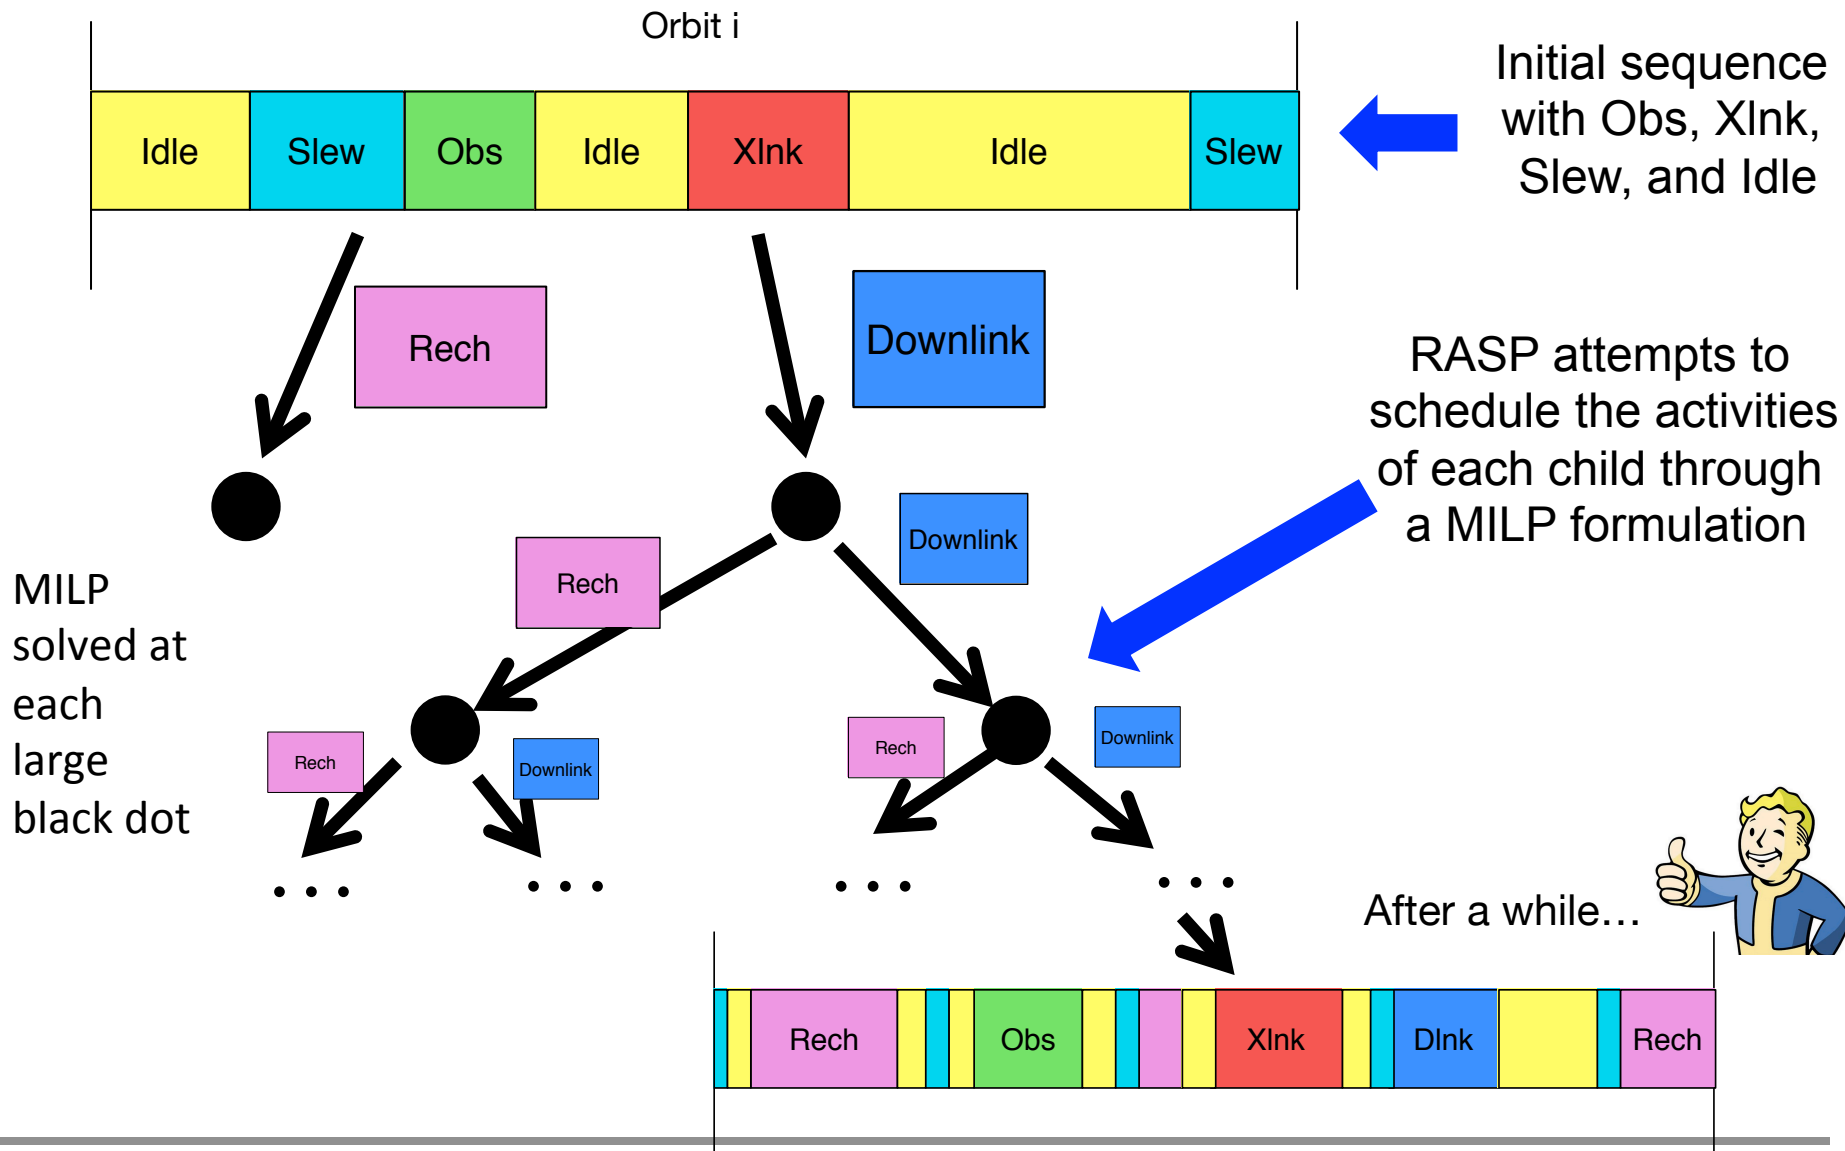 Orbit i
Idle Slew Obs Idle Xlnk Idle Slew
Initial sequence
with Obs, Xlnk,
Slew, and Idle
Rech
Downlink
RASP attempts to
schedule the activities
of each child through
a MILP formulation
Rech
Downlink
MILP
solved at
each
large
black dot
Rech
Downlink
Rech
Downlink
. . .
. . .
. . .
. . .
After a while...
Rech Obs Xlnk Dlnk Rech